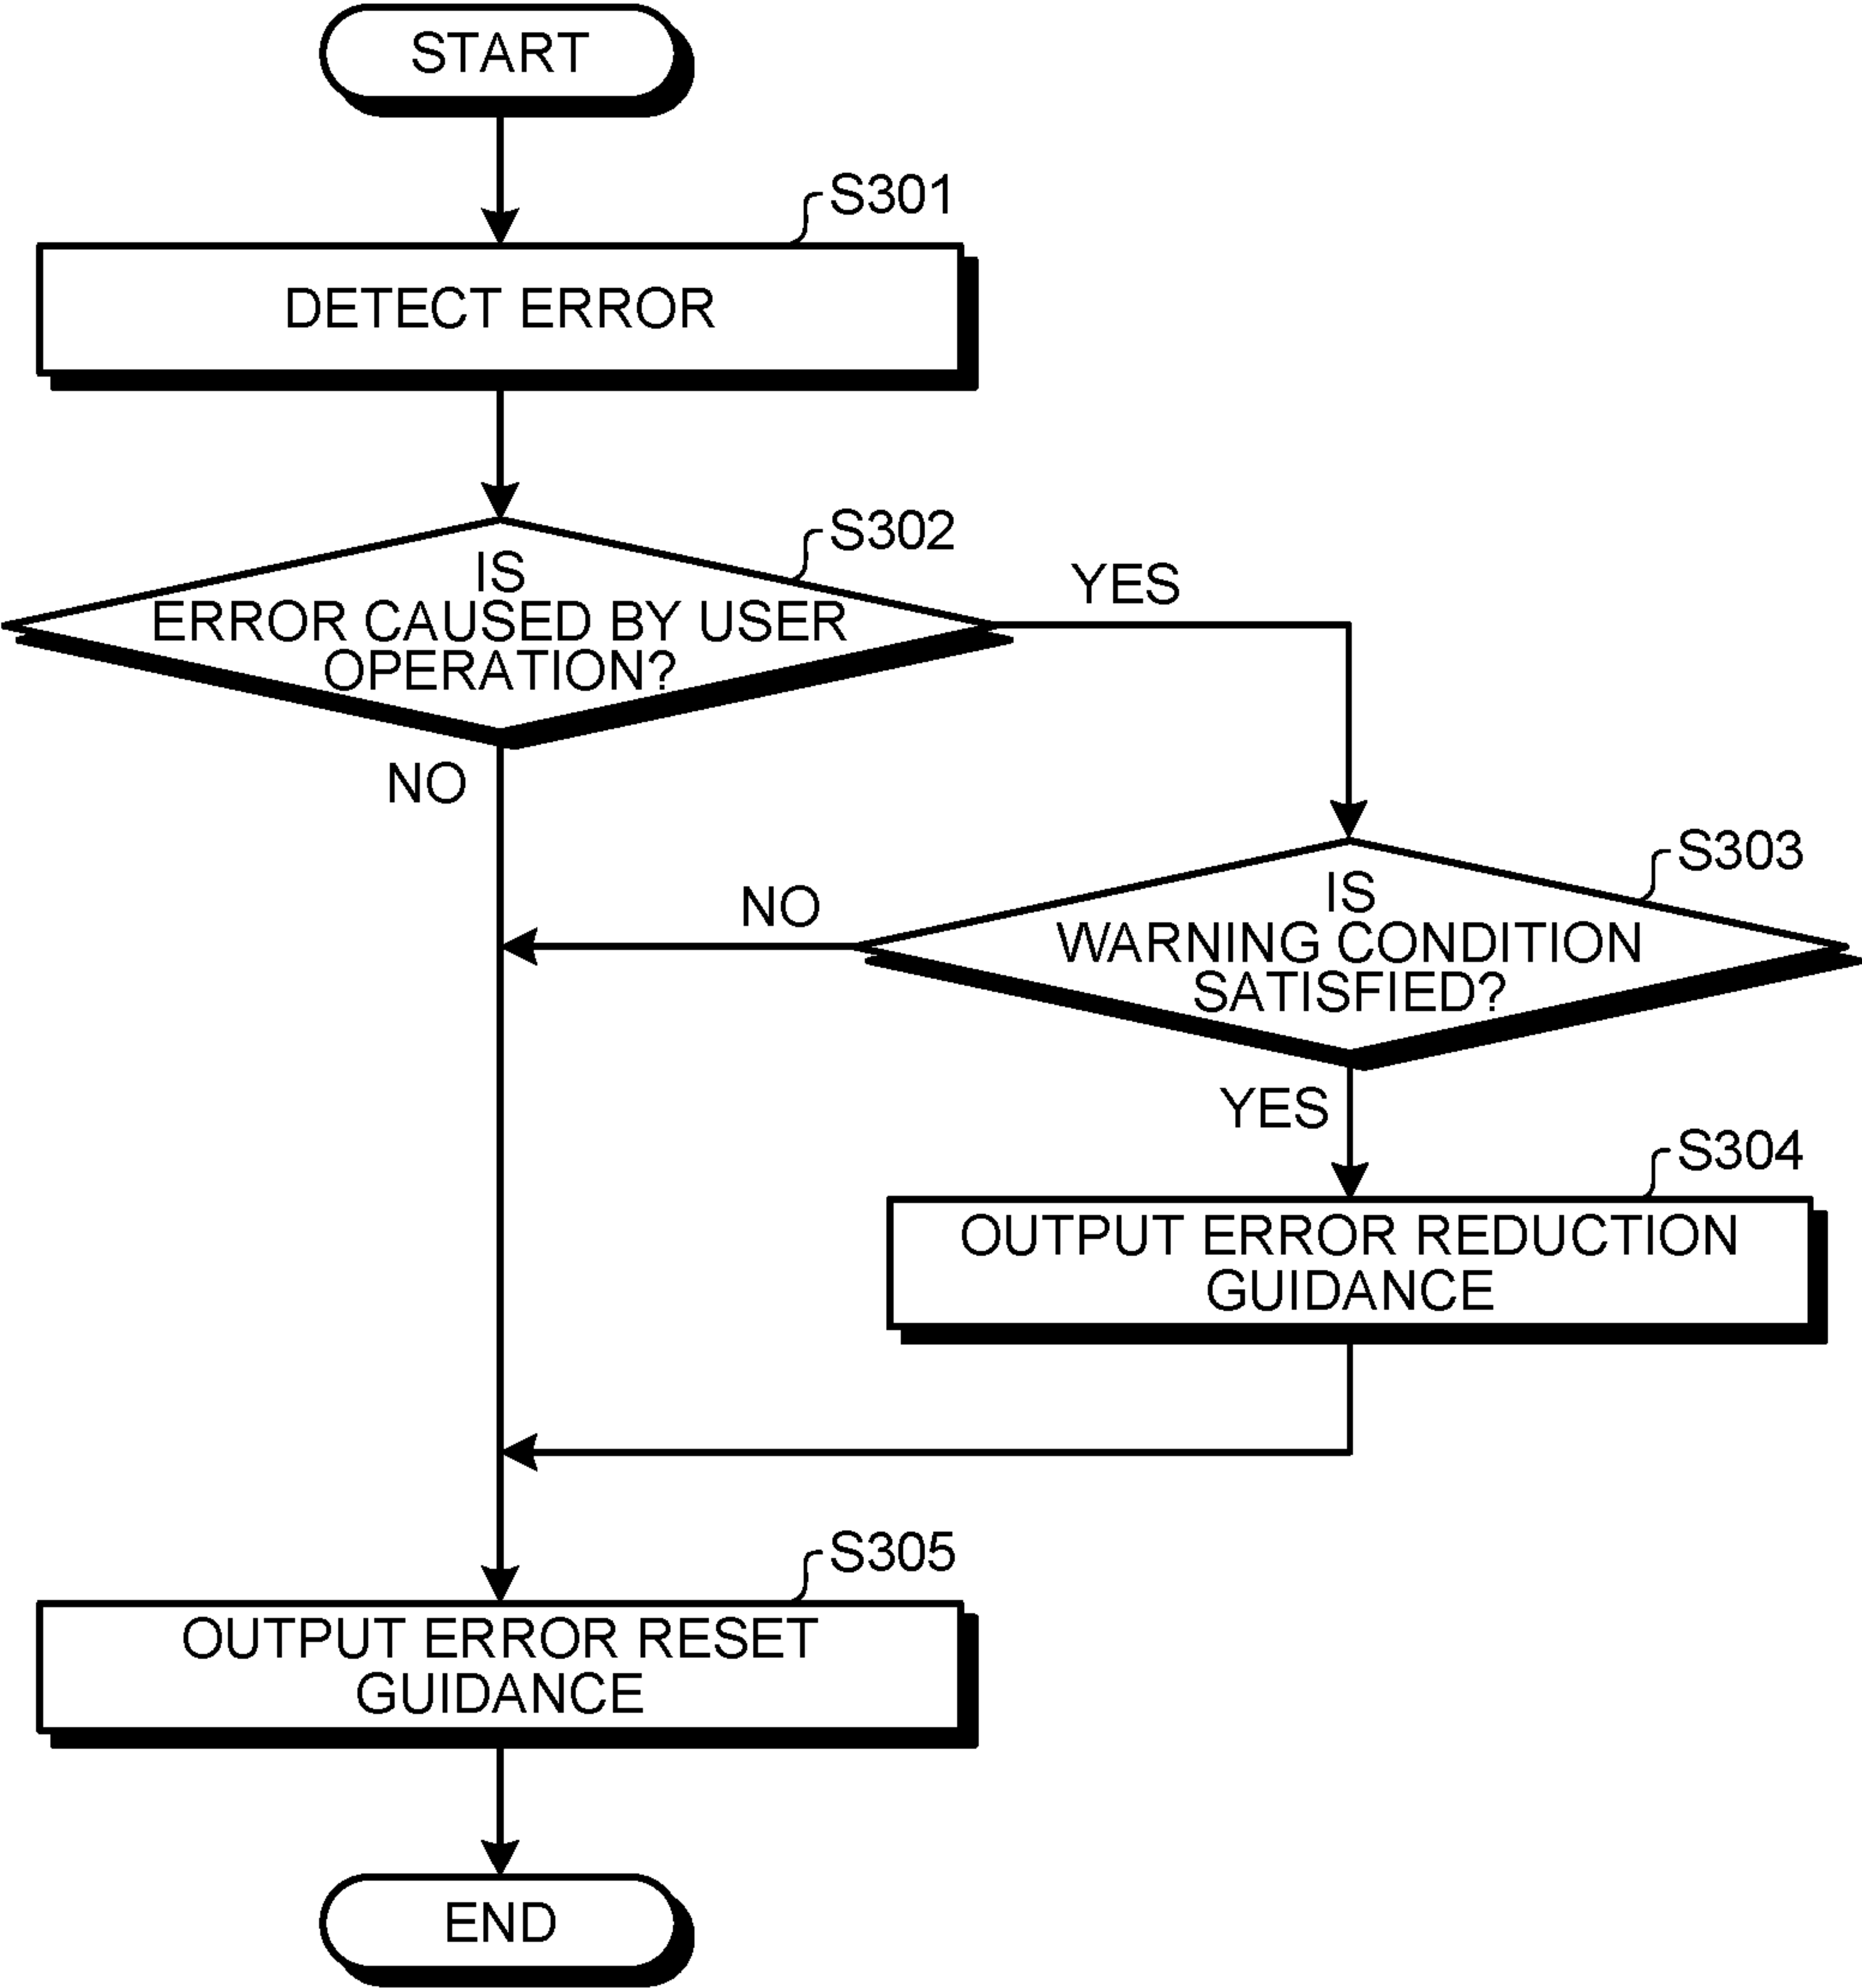 START
S301
DETECT ERROR
S302
IS
ERROR CAUSED BY USER
OPERATION?
YES
NO
S303
IS
WARNING CONDITION
SATISFIED?
NO
YES
S304
OUTPUT ERROR REDUCTION
GUIDANCE
S305
OUTPUT ERROR RESET
GUIDANCE
END